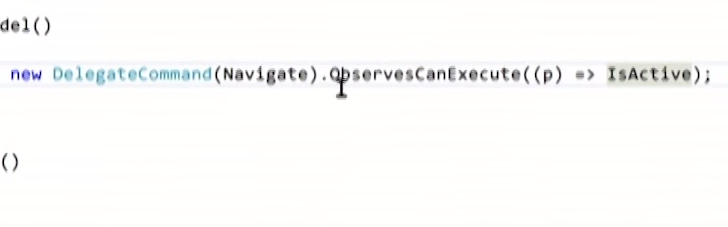 del()
new DelegateCommand(Navigate).ObservesCanExecute((p) => IsActive);
()